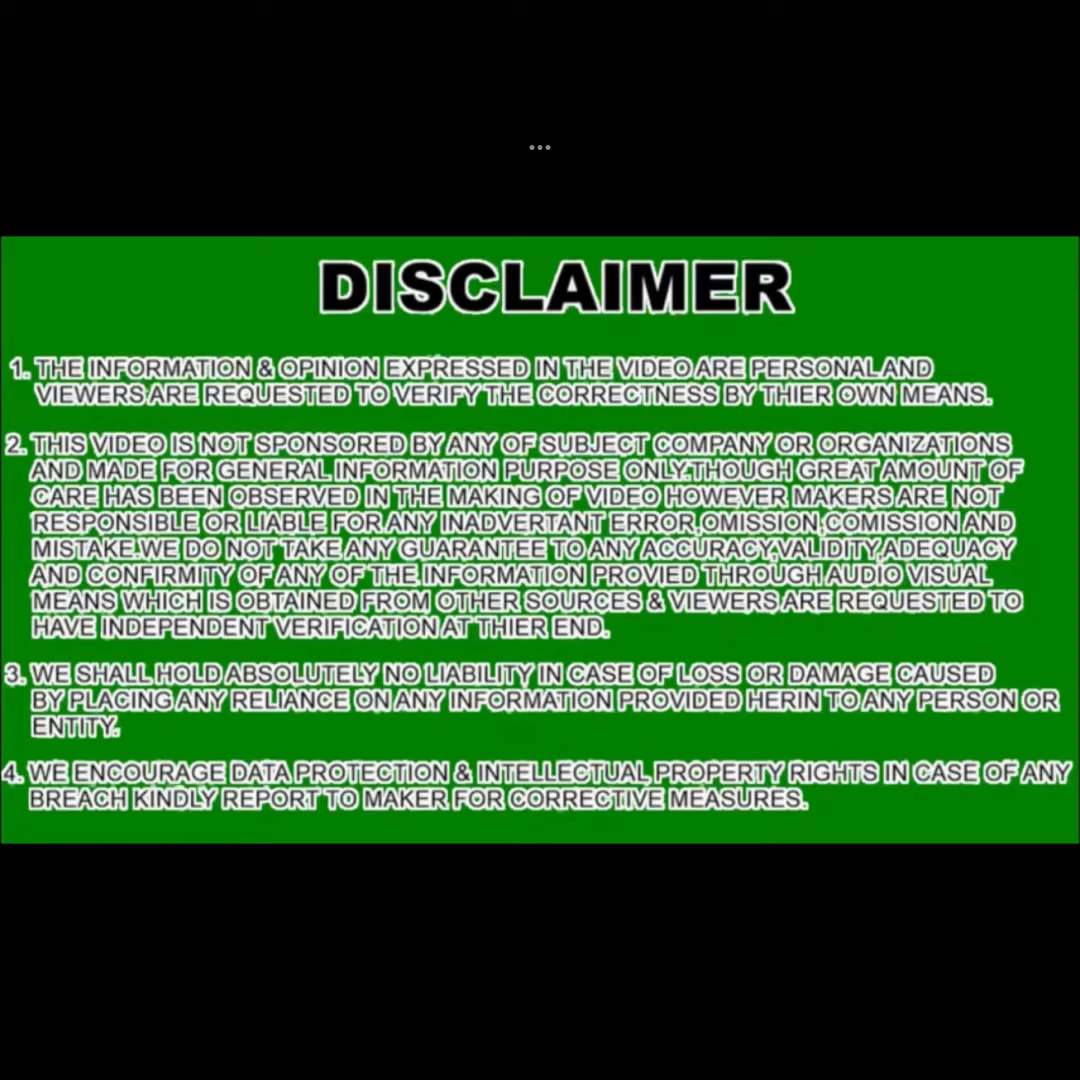 DISCLAIMER
1. THE INFORMATION & OPINION EXPRESSED IN THE VIDEO ARE PERSONAL AND
VIEWERS ARE REQUESTED TO VERIFY THE CORRECTNESS BY THIER OWN MEANS.
2. THIS VIDEO IS NOT SPONSORED BY ANY OF SUBJECT COMPANY OR ORGANIZATIONS
AND MADE FOR GENERAL INFORMATION PURPOSE ONLY.THOUGH GREAT AMOUNT OF
CARE HAS BEEN OBSERVED IN THE MAKING OF VIDEO HOWEVER MAKERS ARE NOT
RESPONSIBLE OR LIABLE FOR ANY INADVERTANT ERROR,OMISSION,COMISSION AND
MISTAKE.WE DO NOT TAKE ANY GUARANTEE TO ANY ACCURACY,VALIDITY,ADEQUACY
AND CONFIRMITY OF ANY OF THE INFORMATION PROVIED THROUGH AUDIO VISUAL
MEANS WHICH IS OBTAINED FROM OTHER SOURCES & VIEWERS ARE REQUESTED TO
HAVE INDEPENDENT VERIFICATION AT THIER END.
3. WE SHALL HOLD ABSOLUTELY NO LIABILITY IN CASE OF LOSS OR DAMAGE CAUSED
BY PLACING ANY RELIANCE ON ANY INFORMATION PROVIDED HERIN TO ANY PERSON OR
ENTITY.
4. WE ENCOURAGE DATA PROTECTION & INTELLECTUAL PROPERTY RIGHTS IN CASE OF ANY
BREACH KINDLY REPORT TO MAKER FOR CORRECTIVE MEASURES.